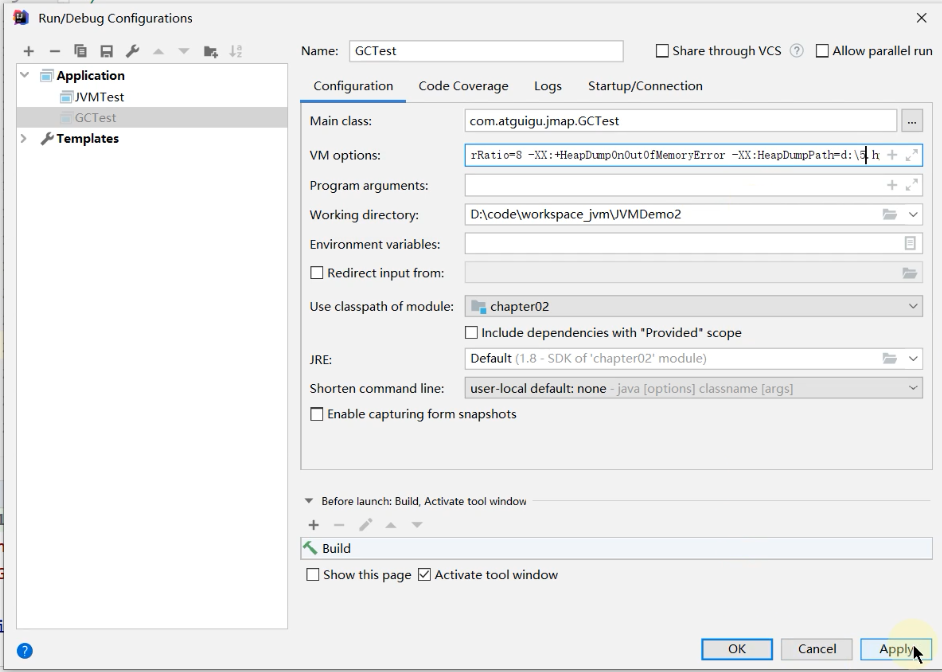 Run/Debug Configurations
Name: GCTest Share through VCS ? Allow parallel run
Application
JVMTest
GCTest
Templates
Configuration Code Coverage Logs Startup/Connection
Main class: com.atguigu.jmap.GCTest ...
VM options: rRatio=8 -XX:+HeapDumpOnOutOfMemoryError -XX:HeapDumpPath=d:\5.h
Program arguments:
Working directory: D:\code\workspace_jvm\JVMDemo2
Environment variables:
Redirect input from:
Use classpath of module: chapter02
Include dependencies with "Provided" scope
JRE: Default (1.8 - SDK of 'chapter02' module)
Shorten command line: user-local default: none - java [options] classname [args]
Enable capturing form snapshots
Before launch: Build, Activate tool window
Build
Show this page Activate tool window
? OK Cancel Apply